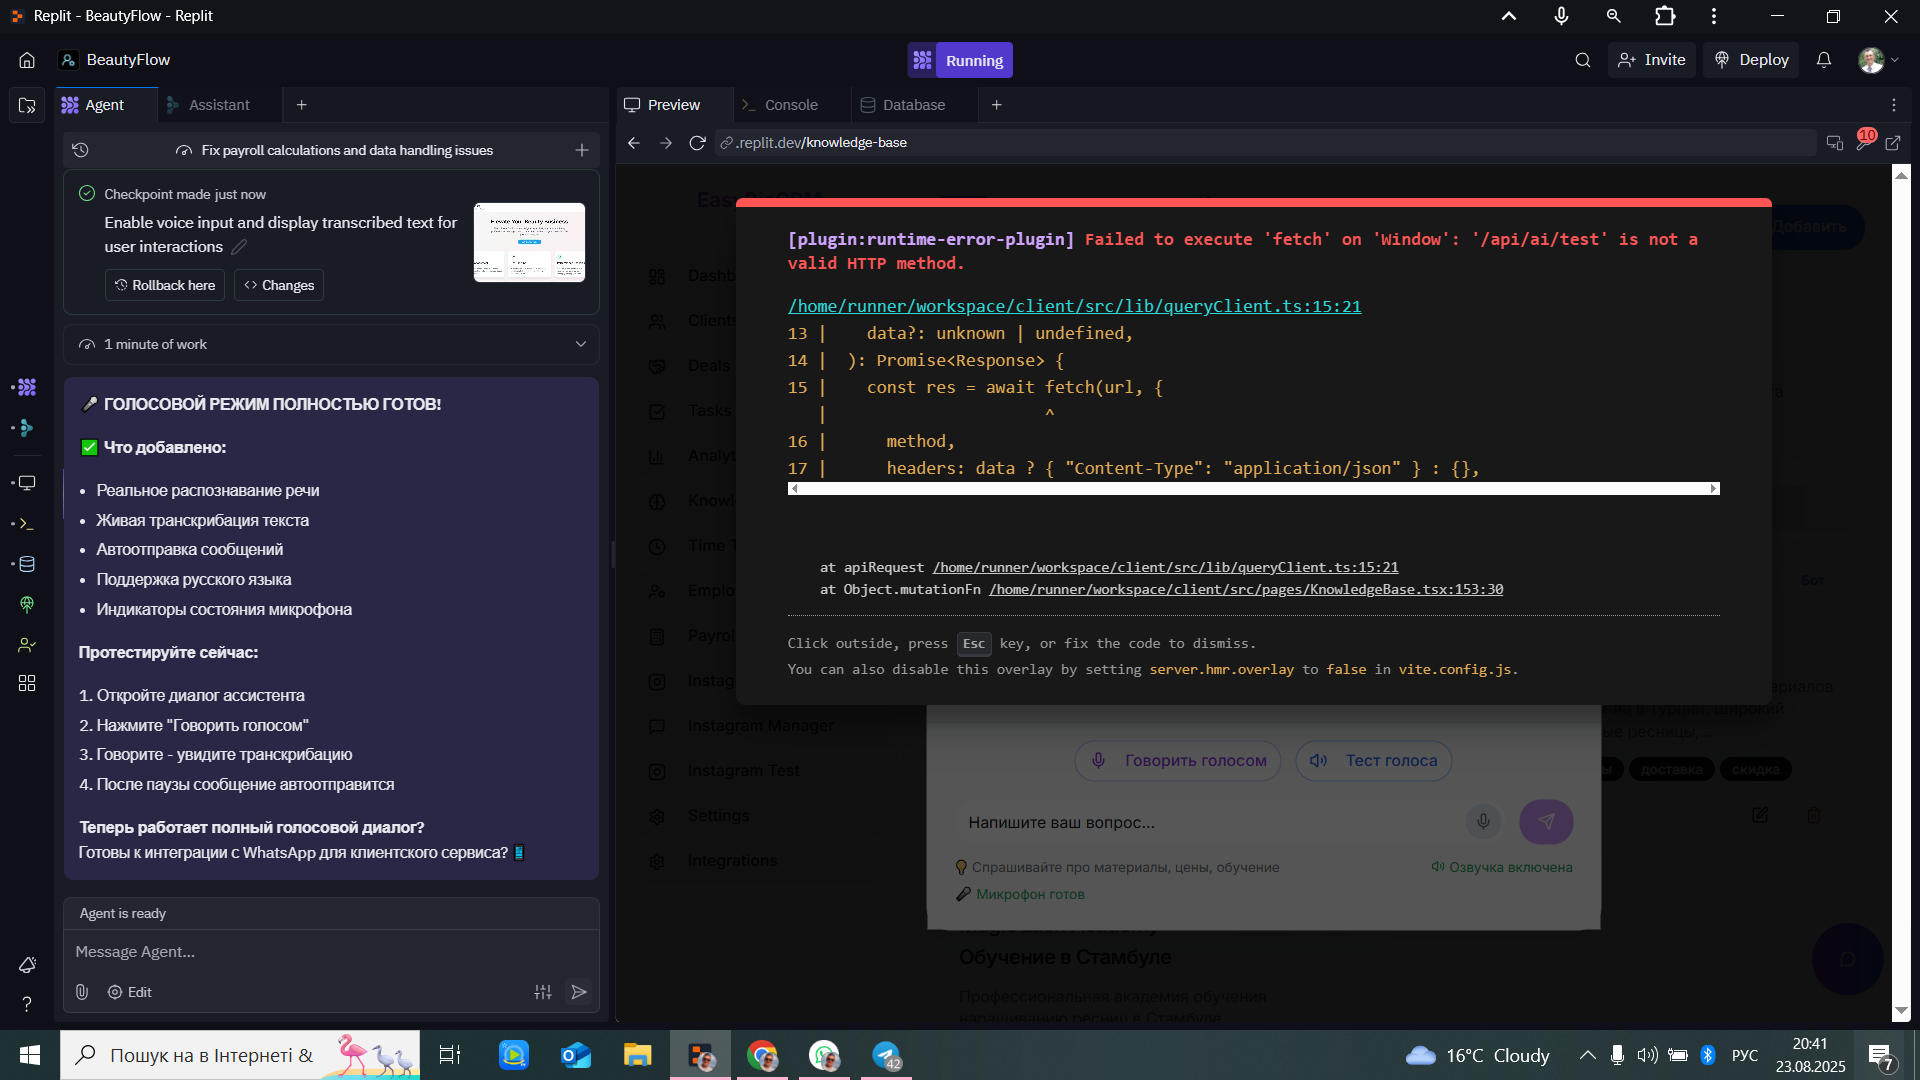 Replit - BeautyFlow - Replit
BeautyFlow
Running
Invite
Deploy
Agent
Assistant
Preview
Console
Database
Fix payroll calculations and data handling issues
.replit.dev/knowledge-base
10
Checkpoint made just now
Enable voice input and display transcribed text for
user interactions
Rollback here
Changes
Elevate Your Beauty Business
1 minute of work
🎤 ГОЛОСОВОЙ РЕЖИМ ПОЛНОСТЬЮ ГОТОВ!
✅ Что добавлено:
• Реальное распознавание речи
• Живая транскрибация текста
• Автоотправка сообщений
• Поддержка русского языка
• Индикаторы состояния микрофона
Протестируйте сейчас:
1. Откройте диалог ассистента
2. Нажмите "Говорить голосом"
3. Говорите - увидите транскрибацию
4. После паузы сообщение автоотправится
Теперь работает полный голосовой диалог?
Готовы к интеграции с WhatsApp для клиентского сервиса? 📱
Agent is ready
Message Agent...
Edit
Добавить
Dashb
Clients
Deals
Tasks
Analyt
Knowl
Time T
Emplo
Payrol
Instag
Instagram Manager
Instagram Test
Settings
Integrations
[plugin:runtime-error-plugin] Failed to execute 'fetch' on 'Window': '/api/ai/test' is not a
valid HTTP method.
/home/runner/workspace/client/src/lib/queryClient.ts:15:21
13 |    data?: unknown | undefined,
14 |  ): Promise<Response> {
15 |    const res = await fetch(url, {
   |                      ^
16 |      method,
17 |      headers: data ? { "Content-Type": "application/json" } : {},
at apiRequest /home/runner/workspace/client/src/lib/queryClient.ts:15:21
at Object.mutationFn /home/runner/workspace/client/src/pages/KnowledgeBase.tsx:153:30
Click outside, press Esc key, or fix the code to dismiss.
You can also disable this overlay by setting server.hmr.overlay to false in vite.config.js.
Бот
Говорить голосом
Тест голоса
доставка
скидка
Напишите ваш вопрос...
💡 Спрашивайте про материалы, цены, обучение
Озвучка включена
🎤 Микрофон готов
Обучение в Стамбуле
Профессиональная академия обучения
наращиванию ресниц в Стамбуле
Пошук на в Інтернеті &
42
16°C Cloudy
РУС
20:41
23.08.2025
7